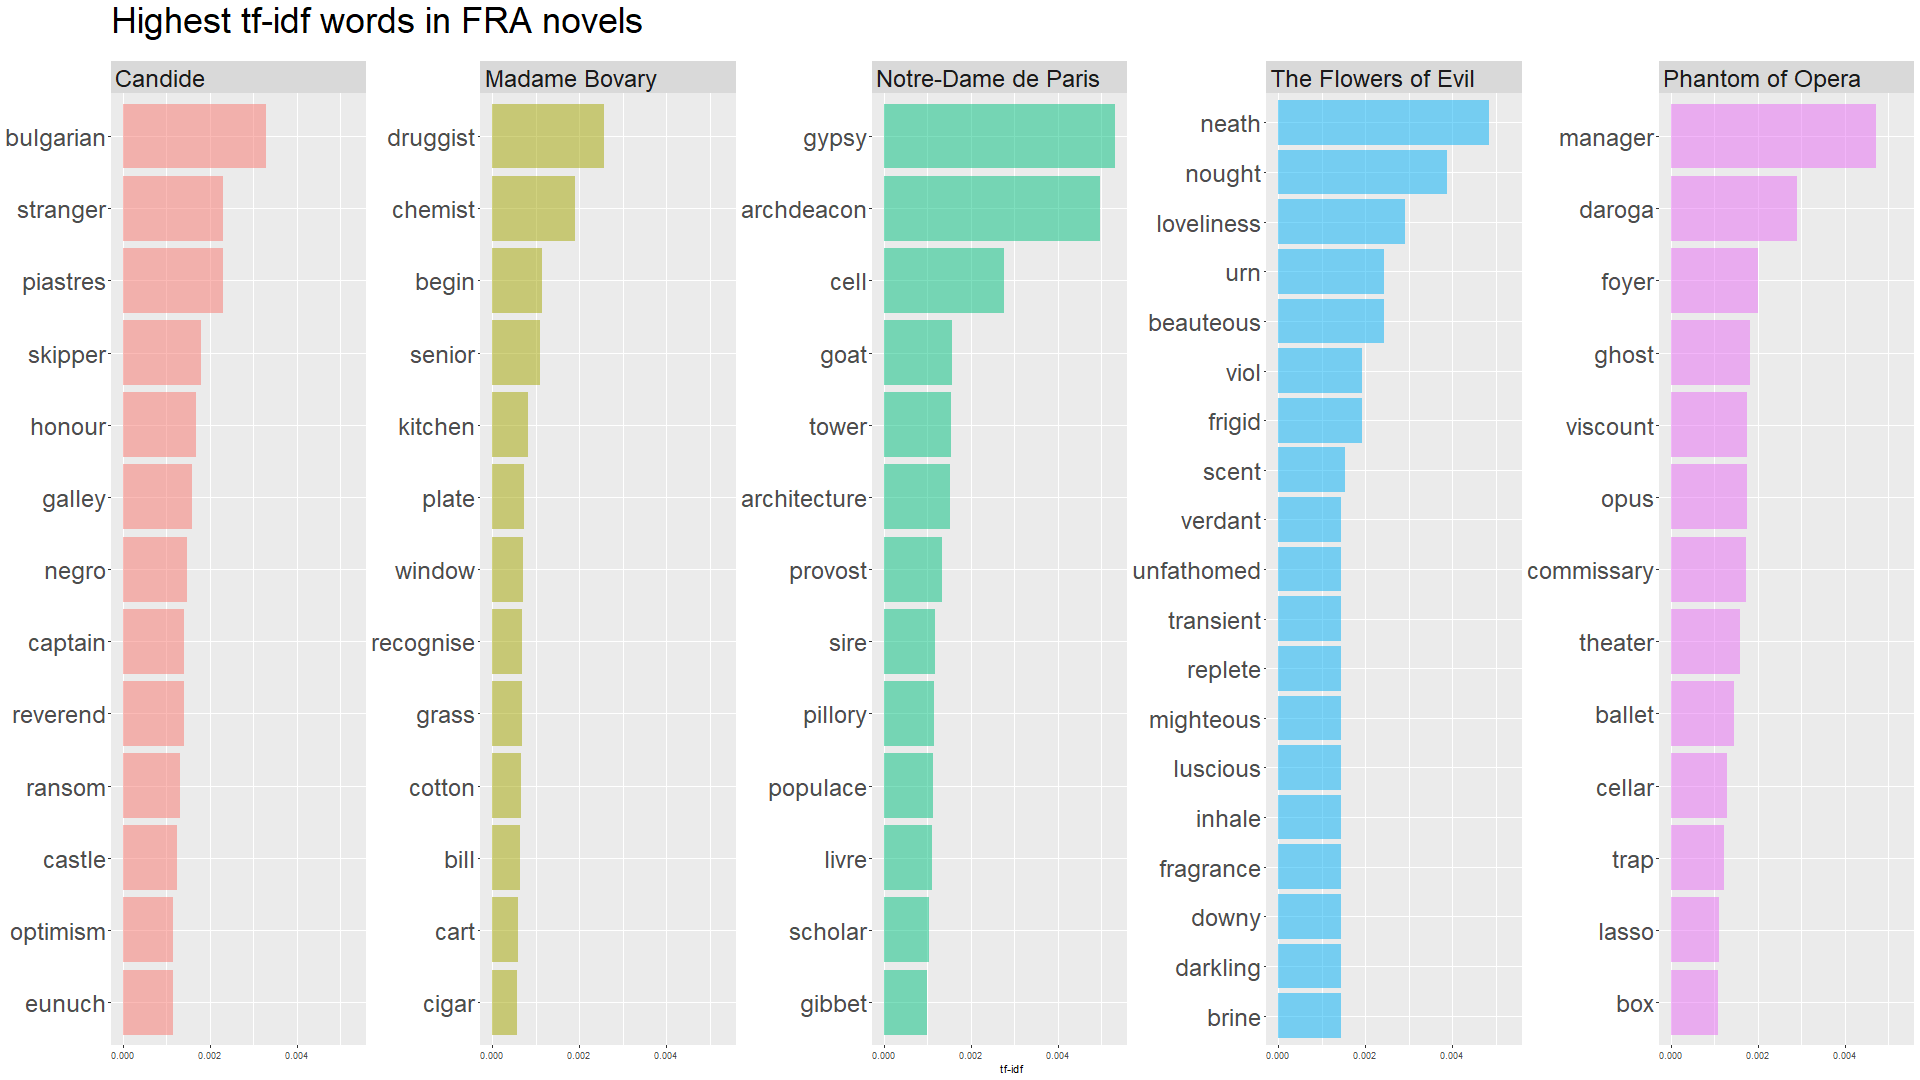 Highest tf-idf words in FRA novels
Candide
bulgarian
stranger
piastres
skipper
honour
galley
negro
captain
reverend
ransom
castle
optimism
eunuch
0.000 0.002 0.004
Madame Bovary
druggist
chemist
begin
senior
kitchen
plate
window
recognise
grass
cotton
bill
cart
cigar
0.000 0.002 0.004
Notre-Dame de Paris
gypsy
archdeacon
cell
goat
tower
architecture
provost
sire
pillory
populace
livre
scholar
gibbet
0.000 0.002 0.004
The Flowers of Evil
neath
nought
loveliness
urn
beauteous
viol
frigid
scent
verdant
unfathomed
transient
replete
mighteous
luscious
inhale
fragrance
downy
darkling
brine
0.000 0.002 0.004
Phantom of Opera
manager
daroga
foyer
ghost
viscount
opus
commissary
theater
ballet
cellar
trap
lasso
box
0.000 0.002 0.004
tf-idf